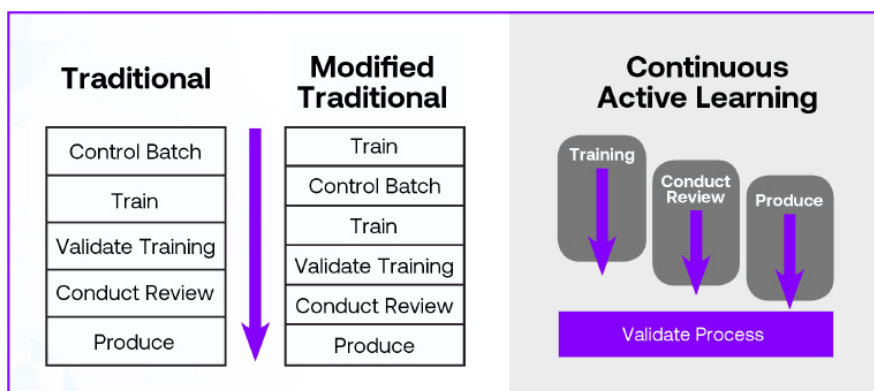 Traditional
Control Batch
Train
Validate Training
Conduct Review
Produce
Modified
Traditional
Train
Control Batch
Train
Validate Training
Conduct Review
Produce
Continuous
Active Learning
Training
Conduct
Review
Produce
Validate Process